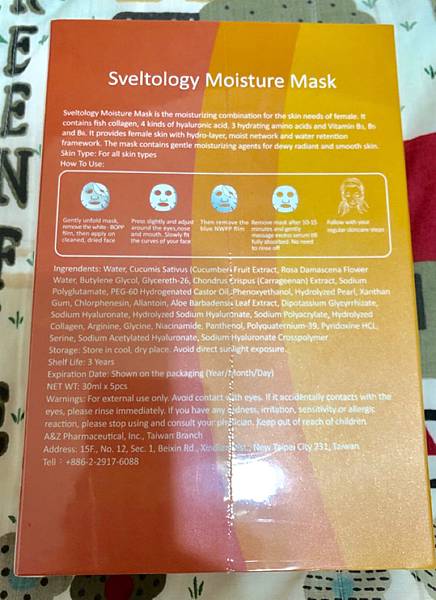 Sveltology Moisture Mask
Sveltology Moisture Mask is the moisturizing combination for the skin needs of female. It
contains fish collagen, 4 kinds of hyaluronic acid. 3 hydrating amino acids and Vitamin B3, B5
and B6. It provides female skin with hydro-layer, moist network and water retention
framework. The mask contains gentle moisturizing agents for dewy radiant and smooth skin.
Skin Type: For all skin types
How To Use:
Gently unfold mask,
remove the white - BOPP
film, then apply on
cleaned, dried face
Press slightly and adjust
around the eyes,nose
and mouth. Slowly fit
the curves of your face
Then remove the
blue NWPP film
Remove mask after 10-15
minutes and gently
massage excess serum till
fully absorbed. No need
to rinse off
Follow with your
regular skincare steps
Ingredients: Water, Cucumis Sativus (Cucumber) Fruit Extract, Rosa Damascena Flower
Water, Butylene Glycol, Glycereth-26, Chondrus Crispus (Carrageenan) Extract, Sodium
Polyglutamate, PEG-60 Hydrogenated Castor Oil, Phenoxyethanol, Hydrolyzed Pearl, Xanthan
Gum, Chlorphenesin, Allantoin, Aloe Barbadensis Leaf Extract, Dipotassium Glycyrrhizate,
Sodium Hyaluronate, Hydrolyzed Sodium Hyaluronate, Sodium Polyacrylate, Hydrolyzed
Collagen, Arginine, Glycine, Niacinamide, Panthenol, Polyquaternium-39, Pyridoxine HCL,
Serine, Sodium Acetylated Hyaluronate, Sodium Hyaluronate Crosspolymer
Storage: Store in cool, dry place. Avoid direct sunlight exposure.
Shelf Life: 3 Years
Expiration Date: Shown on the packaging (Year/Month/Day)
NET WT: 30ml x 5pcs
Warnings: For external use only. Avoid contact with eyes. If it accidentally contacts with the
eyes, please rinse immediately. If you have any redness, irritation, sensitivity or allergic
reaction, please stop using and consult your physician. Keep out of reach of children.
A&Z Pharmaceutical, Inc., Taiwan Branch
Address: 15F., No. 12, Sec. 1, Beixin Rd., Xindian Dist., New Taipei City 231, Taiwan
Tel : +886-2-2917-6088